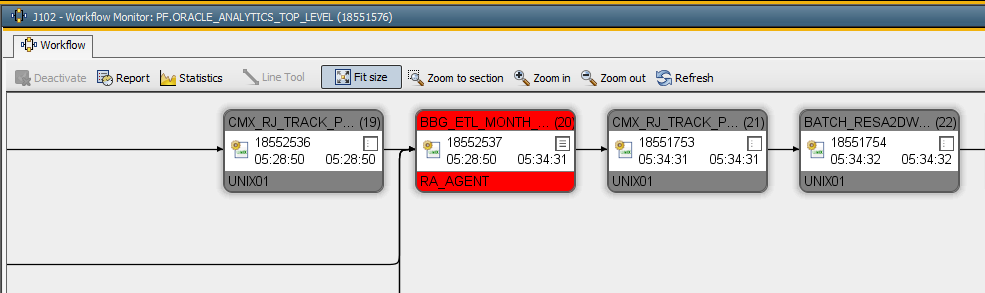 J102 - Workflow Monitor: PF.ORACLE_ANALYTICS_TOP_LEVEL (18551576)
Workflow
Deactivate Report Statistics Line Tool Fit size Zoom to section Zoom in Zoom out Refresh
CMX_RJ_TRACK_P... (19)
18552536
05:28:50 05:28:50
UNIX01
BBG_ETL_MONTH_... (20)
18552537
05:28:50 05:34:31
RA_AGENT
CMX_RJ_TRACK_P... (21)
18551753
05:34:31 05:34:31
UNIX01
BATCH_RESA2DW... (22)
18551754
05:34:32 05:34:32
UNIX01